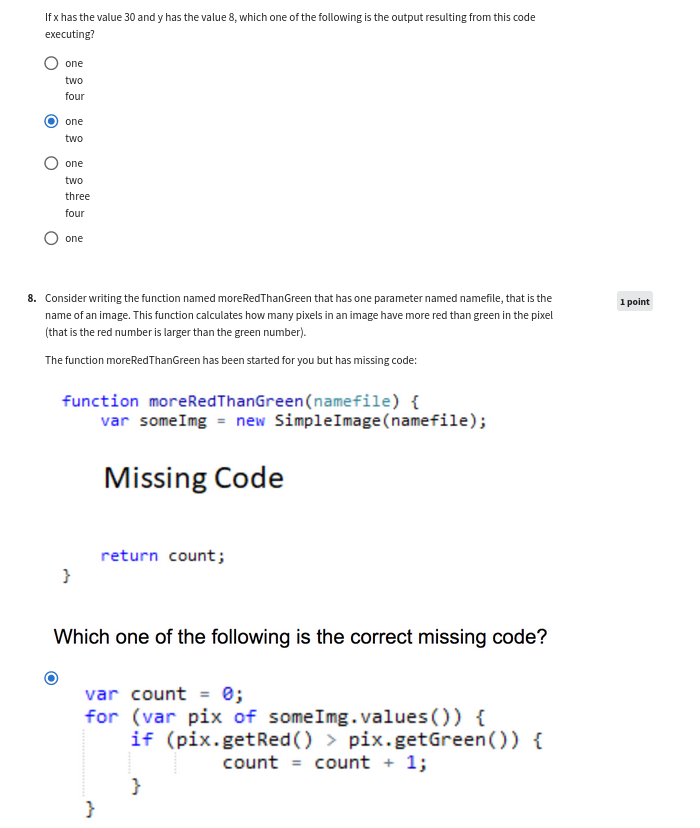 If x has the value 30 and y has the value 8, which one of the following is the output resulting from this code
executing?
one
two
four
one
two
one
two
three
four
one
8. Consider writing the function named moreRedThanGreen that has one parameter named namefile, that is the
name of an image. This function calculates how many pixels in an image have more red than green in the pixel
(that is the red number is larger than the green number).
1 point
The function moreRedThanGreen has been started for you but has missing code:
function moreRedThanGreen(namefile) {
var someImg = new SimpleImage(namefile);
Missing Code
return count;
}
Which one of the following is the correct missing code?
var count = 0;
for (var pix of someImg.values()) {
if (pix.getRed() > pix.getGreen()) {
count = count + 1;
}
}